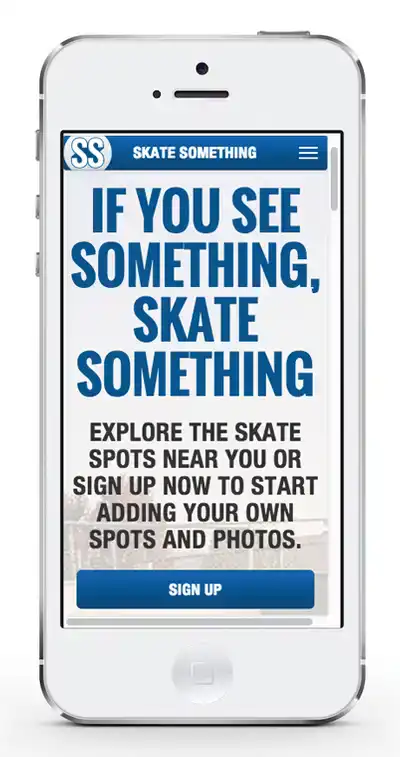 SS SKATE SOMETHING
IF YOU SEE
SOMETHING,
SKATE
SOMETHING
EXPLORE THE SKATE
SPOTS NEAR YOU OR
SIGN UP NOW TO START
ADDING YOUR OWN
SPOTS AND PHOTOS.
SIGN UP